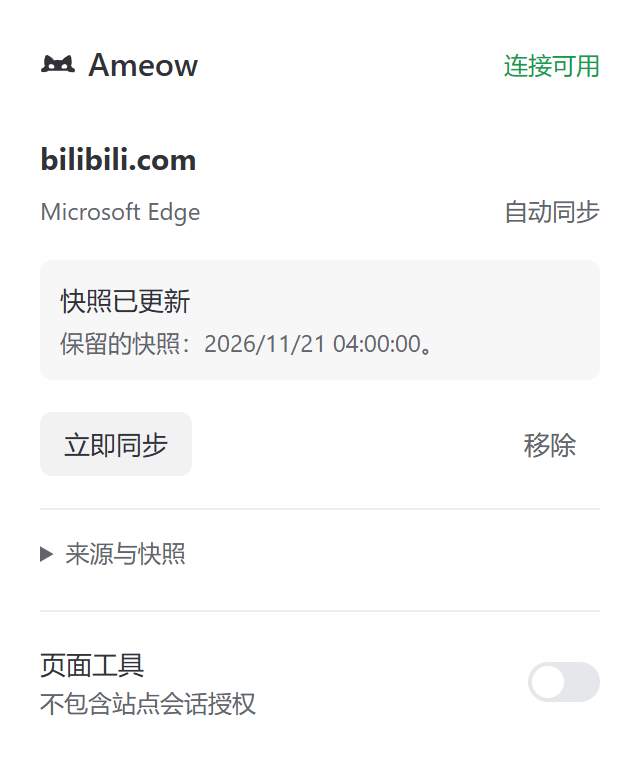 Ameow
连接可用
bilibili.com
Microsoft Edge
自动同步
快照已更新
保留的快照：2026/11/21 04:00:00。
立即同步
移除
来源与快照
页面工具
不包含站点会话授权